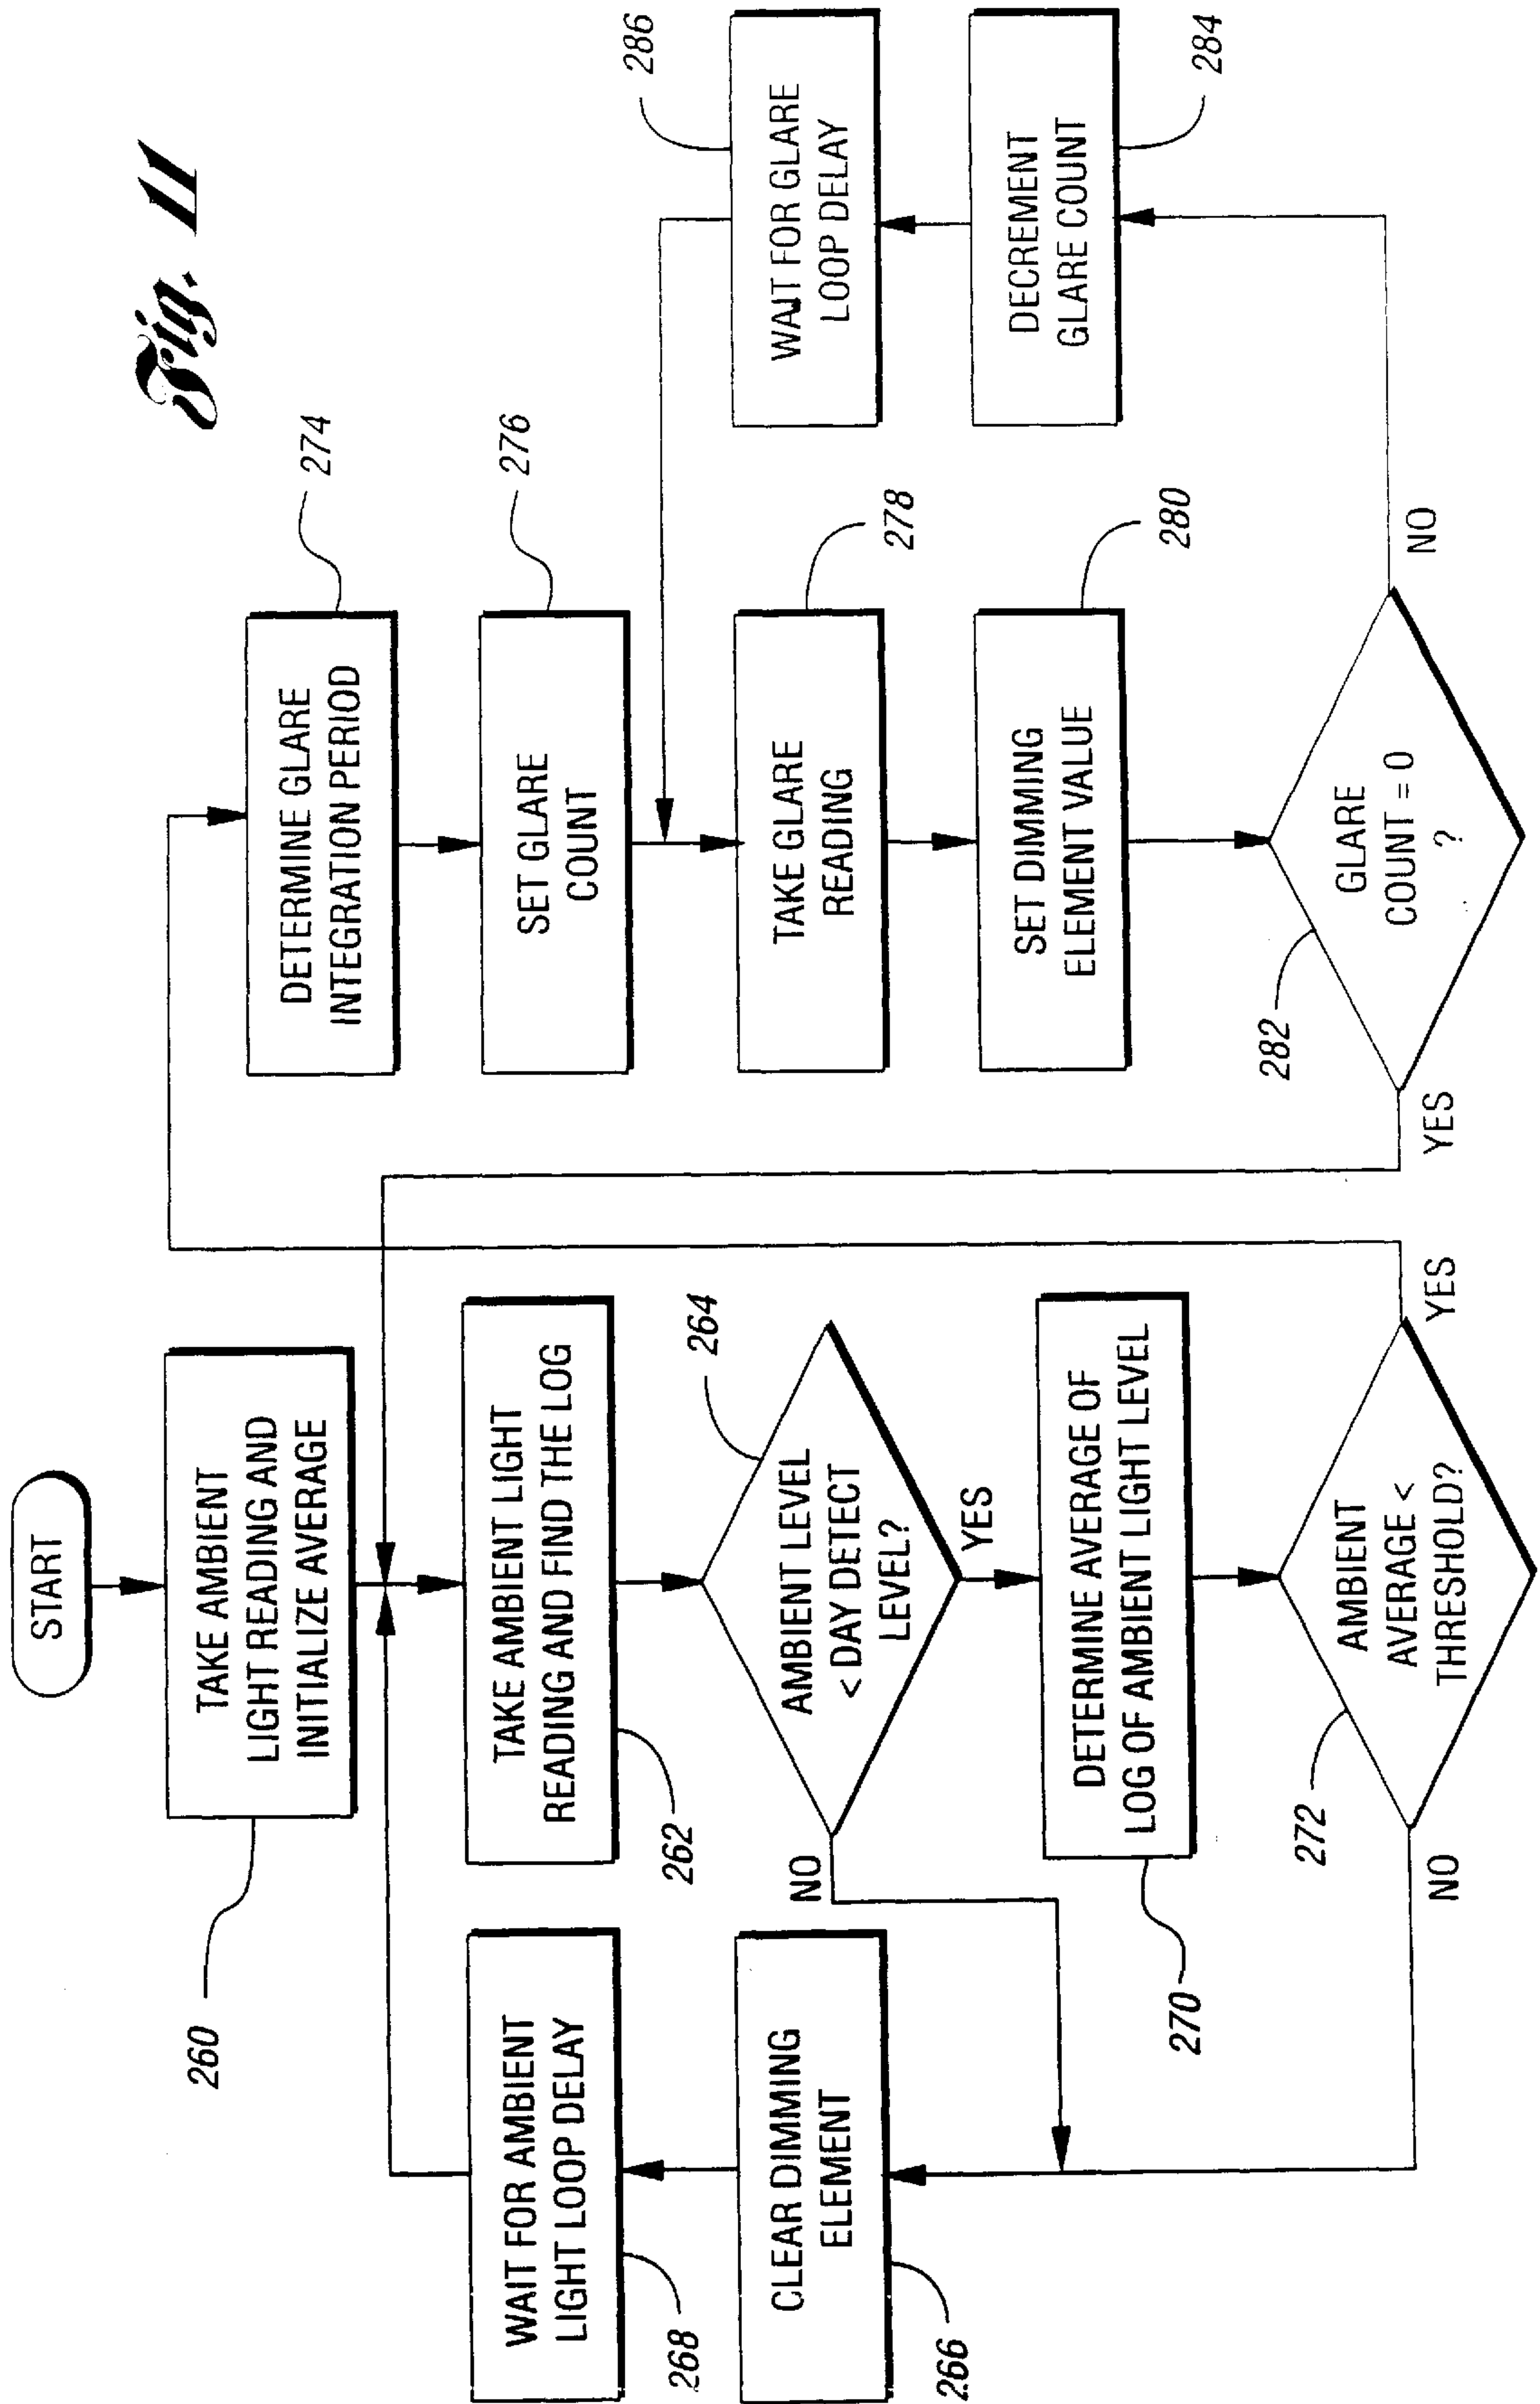 Fig. 11
START
TAKE AMBIENT
LIGHT READING AND
INITIALIZE AVERAGE
260
TAKE AMBIENT LIGHT
READING AND FIND THE LOG
262
AMBIENT LEVEL
< DAY DETECT
LEVEL?
264
NO
YES
WAIT FOR AMBIENT
LIGHT LOOP DELAY
268
CLEAR DIMMING
ELEMENT
266
DETERMINE AVERAGE OF
LOG OF AMBIENT LIGHT LEVEL
270
AMBIENT
AVERAGE <
THRESHOLD?
272
NO
YES
DETERMINE GLARE
INTEGRATION PERIOD
274
SET GLARE
COUNT
276
TAKE GLARE
READING
278
SET DIMMING
ELEMENT VALUE
280
GLARE
COUNT = 0
?
282
YES
NO
WAIT FOR GLARE
LOOP DELAY
286
DECREMENT
GLARE COUNT
284